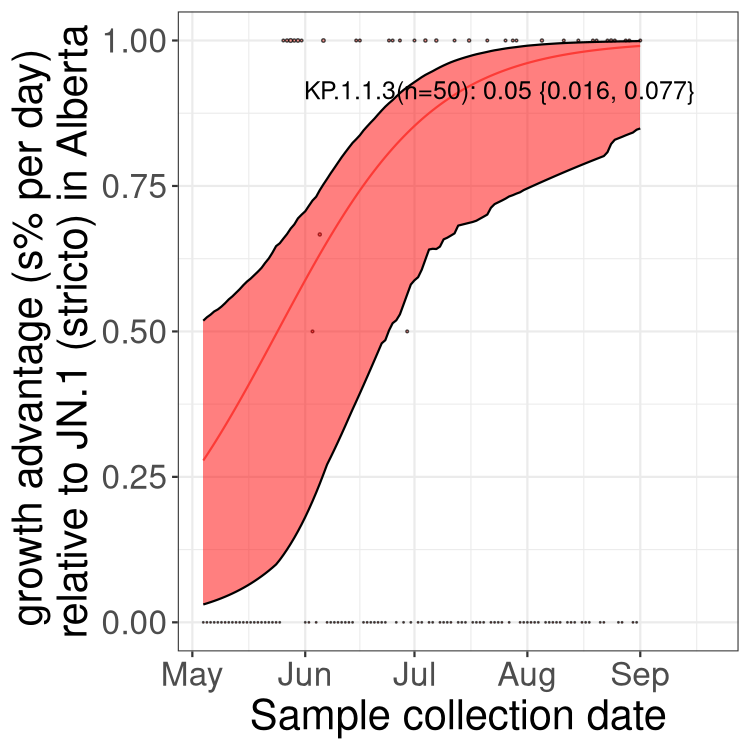 growth advantage (s% per day)
relative to JN.1 (stricto) in Alberta
1.00
0.75
0.50
0.25
0.00
KP.1.1.3(n=50): 0.05 {0.016, 0.077}
May Jun Jul Aug Sep
Sample collection date